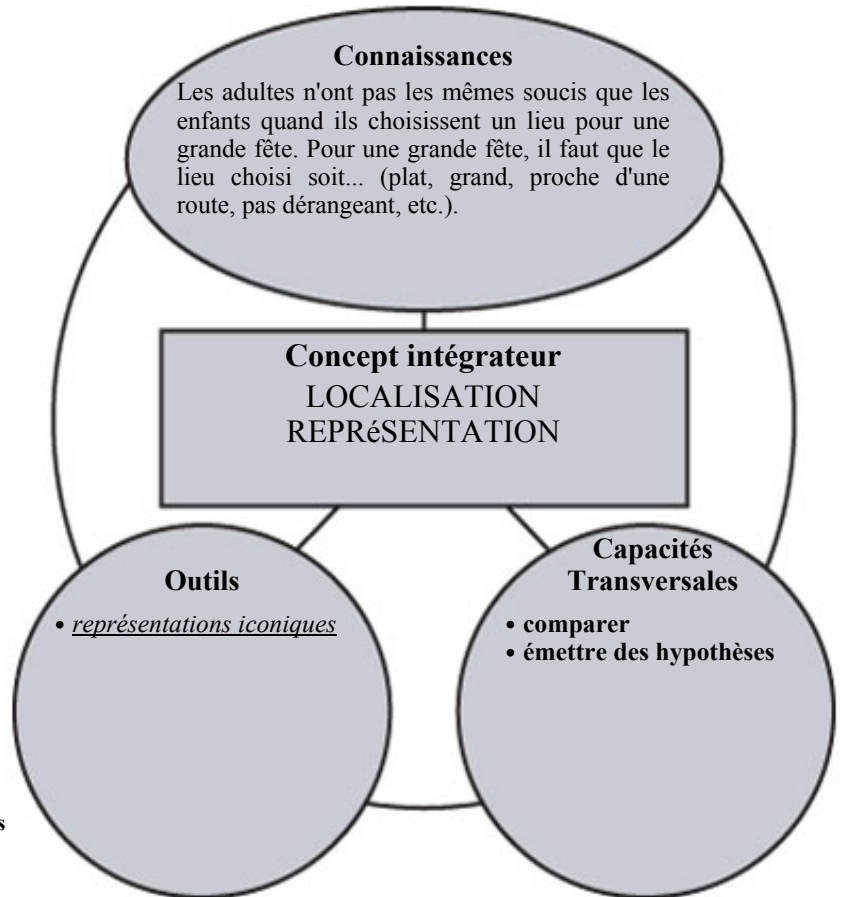 Connaissances
Les adultes n'ont pas les mêmes soucis que les
enfants quand ils choisissent un lieu pour une
grande fête. Pour une grande fête, il faut que le
lieu choisi soit... (plat, grand, proche d'une
route, pas dérangeant, etc.).
Concept intégrateur
LOCALISATION
REPRéSENTATION
Outils
• représentations iconiques
Capacités
Transversales
• comparer
• émettre des hypothèses
s